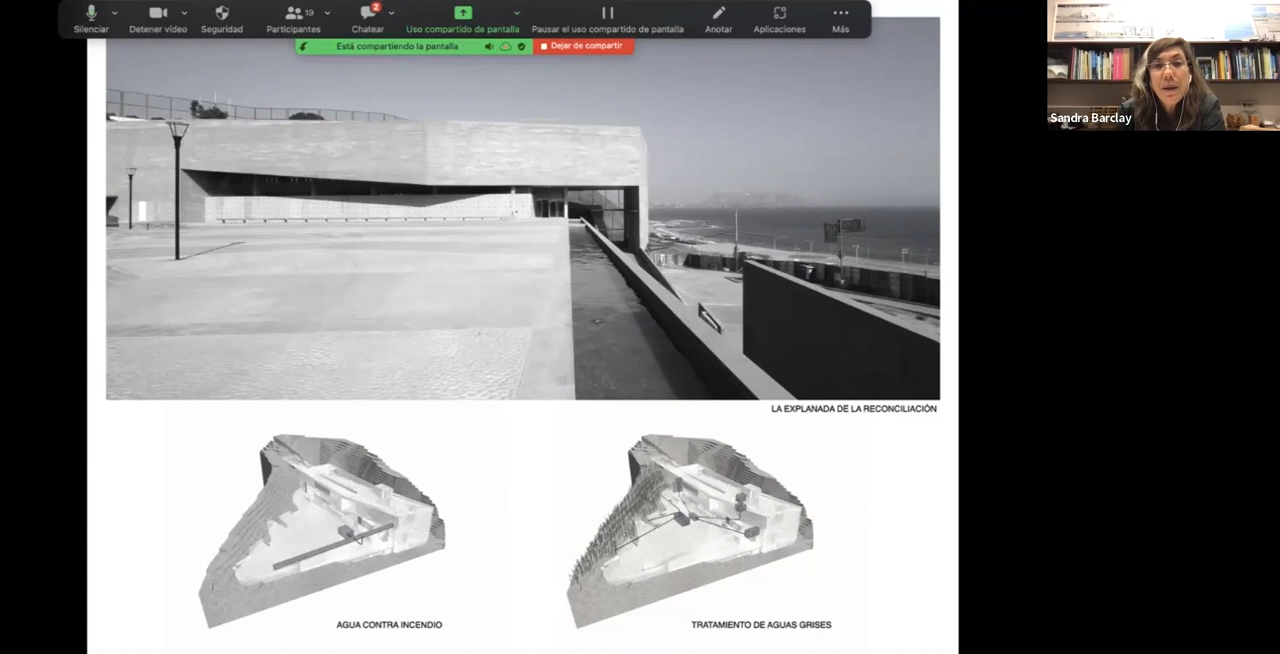 Silenciar
Detener vídeo
Seguridad
Participantes
19
Chatear
2
Uso compartido de pantalla
Pausar el uso compartido de pantalla
Anotar
Aplicaciones
Más
Está compartiendo la pantalla
Dejar de compartir
Sandra Barclay
LA EXPLANADA DE LA RECONCILIACIÓN
AGUA CONTRA INCENDIO
TRATAMIENTO DE AGUAS GRISES